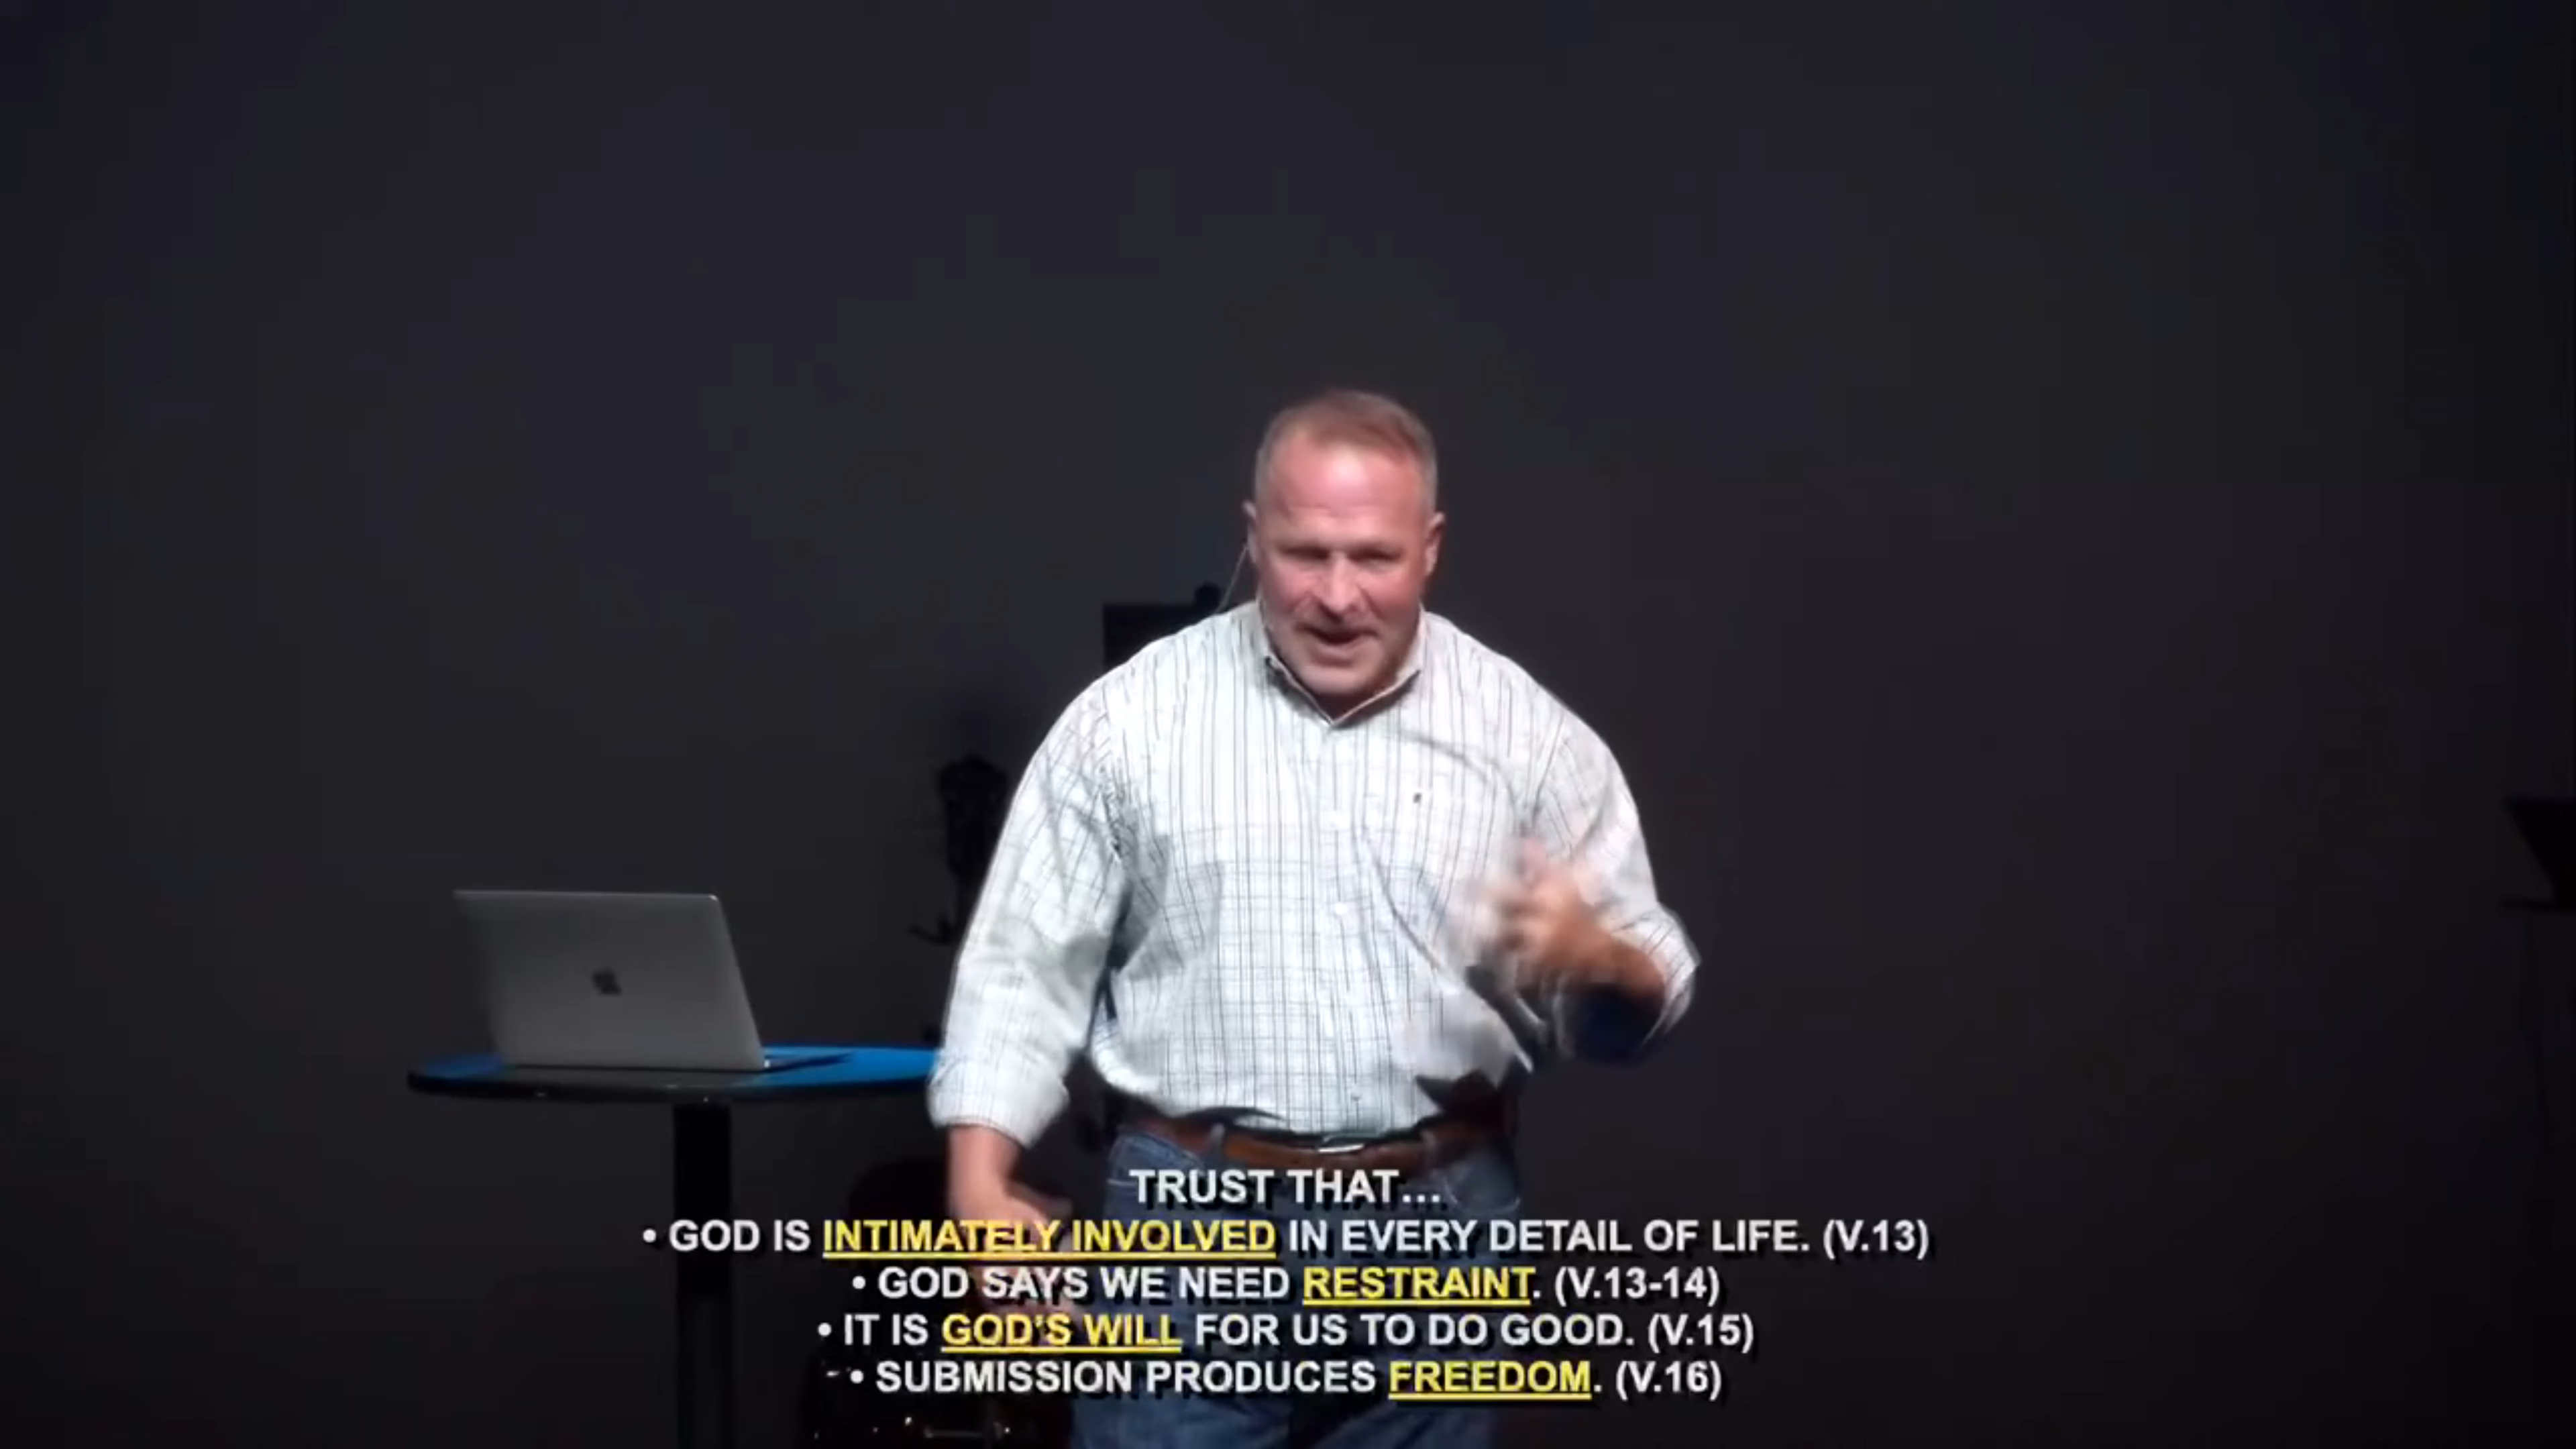 TRUST THAT...
• GOD IS INTIMATELY INVOLVED IN EVERY DETAIL OF LIFE. (V.13)
• GOD SAYS WE NEED RESTRAINT. (V.13-14)
• IT IS GOD'S WILL FOR US TO DO GOOD. (V.15)
• SUBMISSION PRODUCES FREEDOM. (V.16)